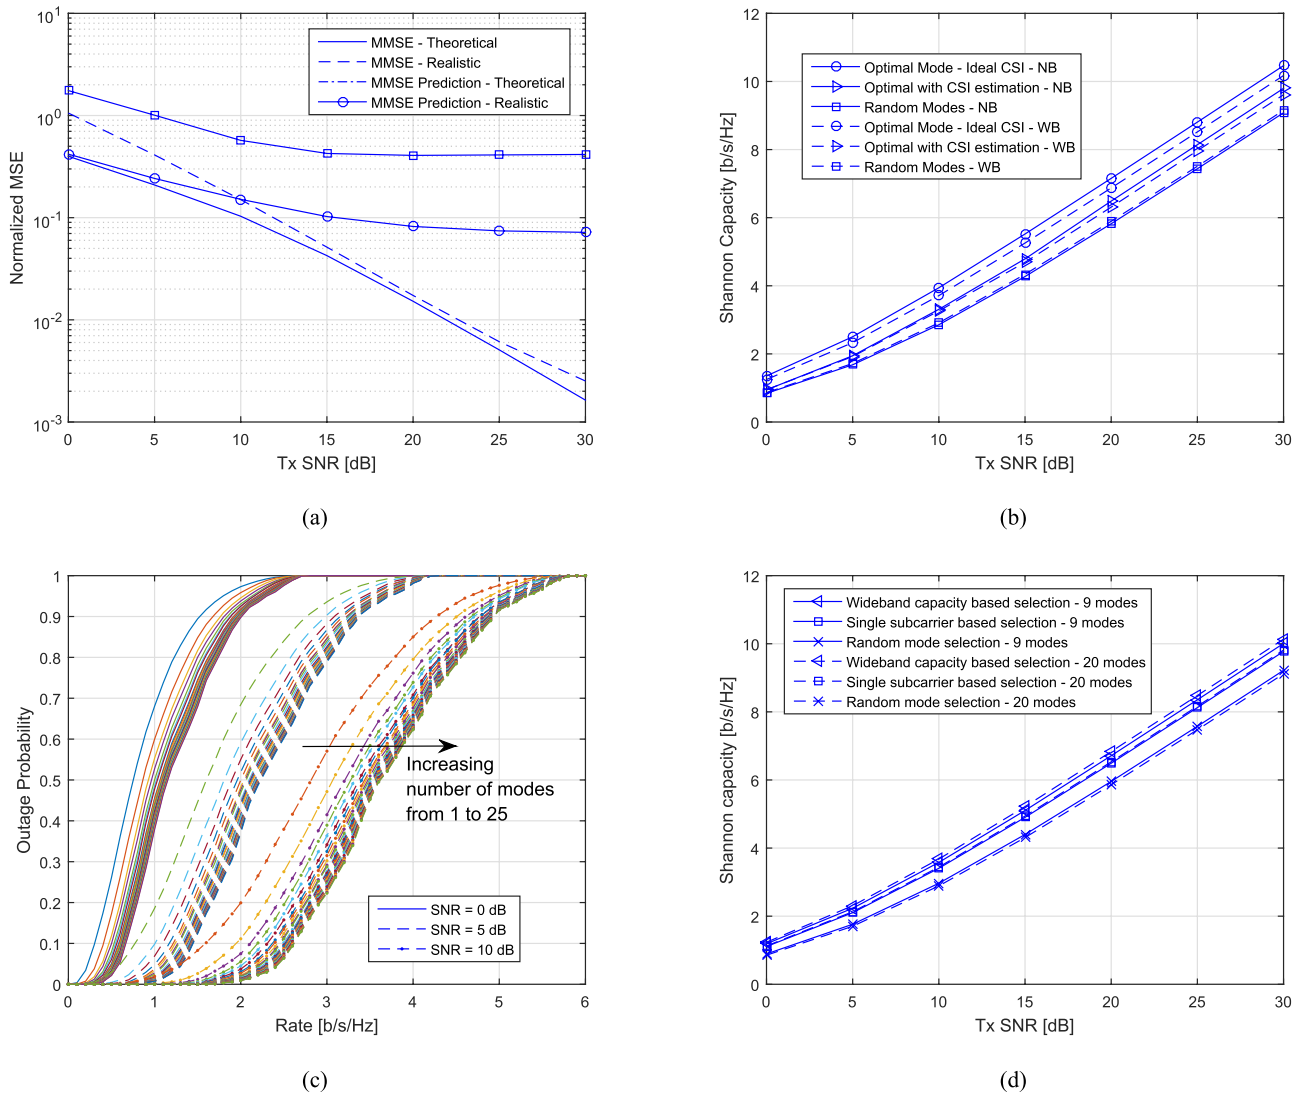 10^1
10^0
10^-1
10^-2
10^-3
Normalized MSE
0 5 10 15 20 25 30
Tx SNR [dB]
MMSE - Theoretical
MMSE - Realistic
MMSE Prediction - Theoretical
MMSE Prediction - Realistic
(a)
12
10
8
6
4
2
0
Shannon Capacity [b/s/Hz]
0 5 10 15 20 25 30
Tx SNR [dB]
Optimal Mode - Ideal CSI - NB
Optimal with CSI estimation - NB
Random Modes - NB
Optimal Mode - Ideal CSI - WB
Optimal with CSI estimation - WB
Random Modes - WB
(b)
1
0.9
0.8
0.7
0.6
0.5
0.4
0.3
0.2
0.1
0
Outage Probability
0 1 2 3 4 5 6
Rate [b/s/Hz]
Increasing
number of modes
from 1 to 25
SNR = 0 dB
SNR = 5 dB
SNR = 10 dB
(c)
12
10
8
6
4
2
0
Shannon capacity [b/s/Hz]
0 5 10 15 20 25 30
Tx SNR [dB]
Wideband capacity based selection - 9 modes
Single subcarrier based selection - 9 modes
Random mode selection - 9 modes
Wideband capacity based selection - 20 modes
Single subcarrier based selection - 20 modes
Random mode selection - 20 modes
(d)